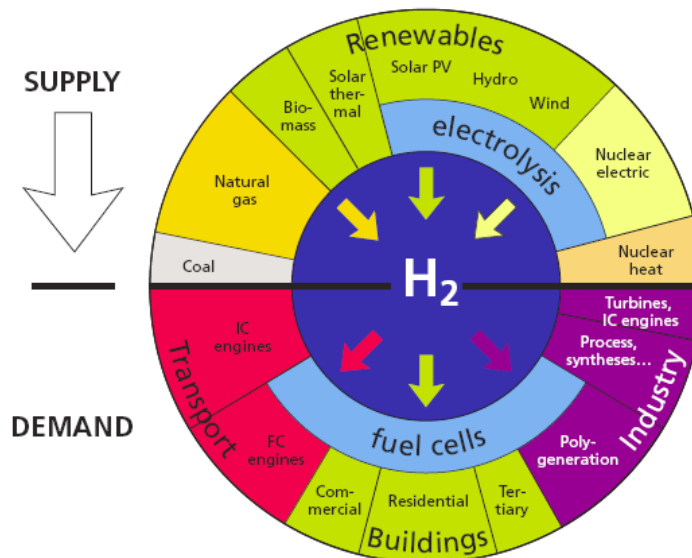 SUPPLY
Renewables
Solar PV
Hydro
Wind
Solar
ther-
mal
Bio-
mass
electrolysis
Nuclear
electric
Natural
gas
Coal
Nuclear
heat
H2
DEMAND
Transport
IC
engines
FC
engines
fuel cells
Com-
mercial
Residential
Ter-
tiary
Buildings
Turbines,
IC engines
Process,
syntheses...
Poly-
generation
Industry